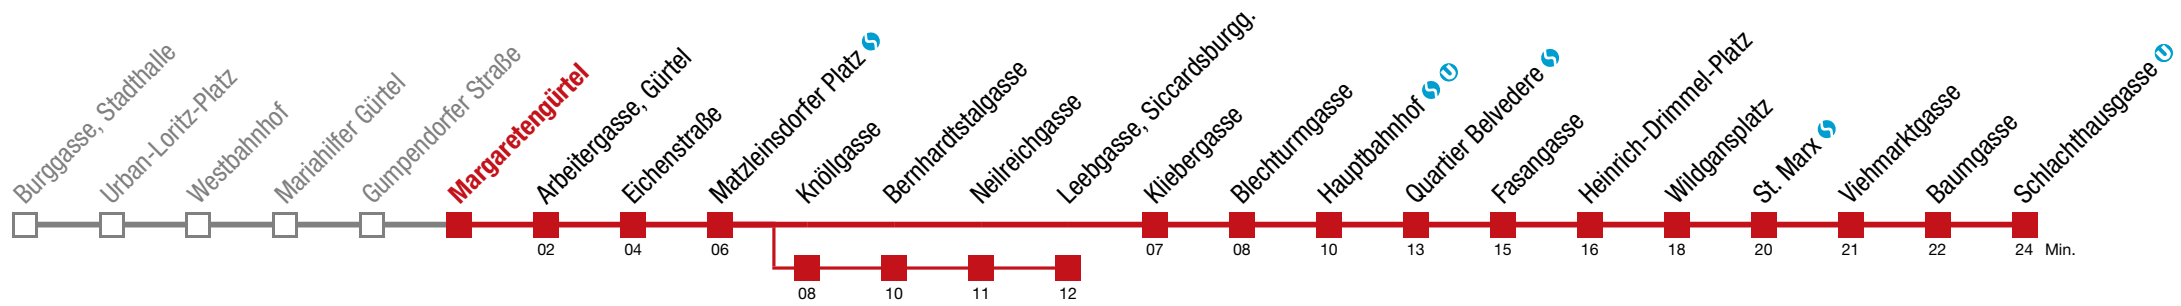 Burggasse, Stadthalle
Urban-Loritz-Platz
Westbahnhof
Mariahilfer Gürtel
Gumpendorfer Straße
Margaretengürtel
Arbeitergasse, Gürtel
Eichenstraße
Matzleinsdorfer Platz S
Knöllgasse
Bernhardtstalgasse
Neilreichgasse
Leebgasse, Siccardsburgg.
Kliebergasse
Blechturmgasse
Hauptbahnhof S U
Quartier Belvedere S
Fasangasse
Heinrich-Drimmel-Platz
Wildgansplatz
St. Marx S
Viehmarktgasse
Baumgasse
Schlachthausgasse U
02 04 06 07 08 10 13 15 16 18 20 21 22 24 Min.
08 10 11 12